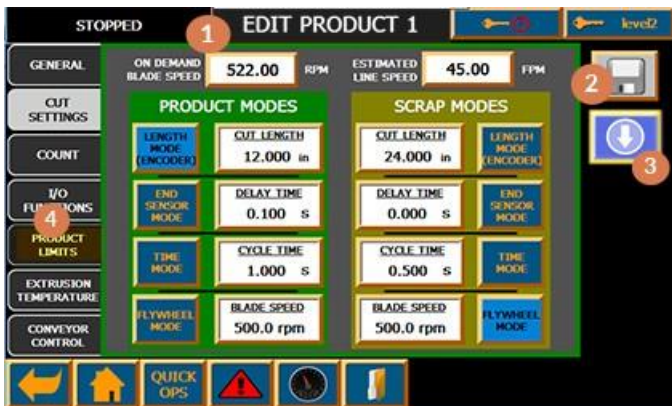 STOPPED
EDIT PRODUCT 1
level2
1
GENERAL
CUT
SETTINGS
COUNT
I/O
FUNCTIONS
4
PRODUCT
LIMITS
EXTRUSION
TEMPERATURE
CONVEYOR
CONTROL
ON DEMAND
BLADE SPEED
522.00 RPM
ESTIMATED
LINE SPEED
45.00 FPM
PRODUCT MODES
LENGTH
MODE
(ENCODER)
CUT LENGTH
12.000 in
END
SENSOR
MODE
DELAY TIME
0.100 s
TIME
MODE
CYCLE TIME
1.000 s
FLYWHEEL
MODE
BLADE SPEED
500.0 rpm
SCRAP MODES
CUT LENGTH
24.000 in
LENGTH
MODE
(ENCODER)
DELAY TIME
0.000 s
END
SENSOR
MODE
CYCLE TIME
0.500 s
TIME
MODE
BLADE SPEED
500.0 rpm
FLYWHEEL
MODE
2
3
QUICK
OPS